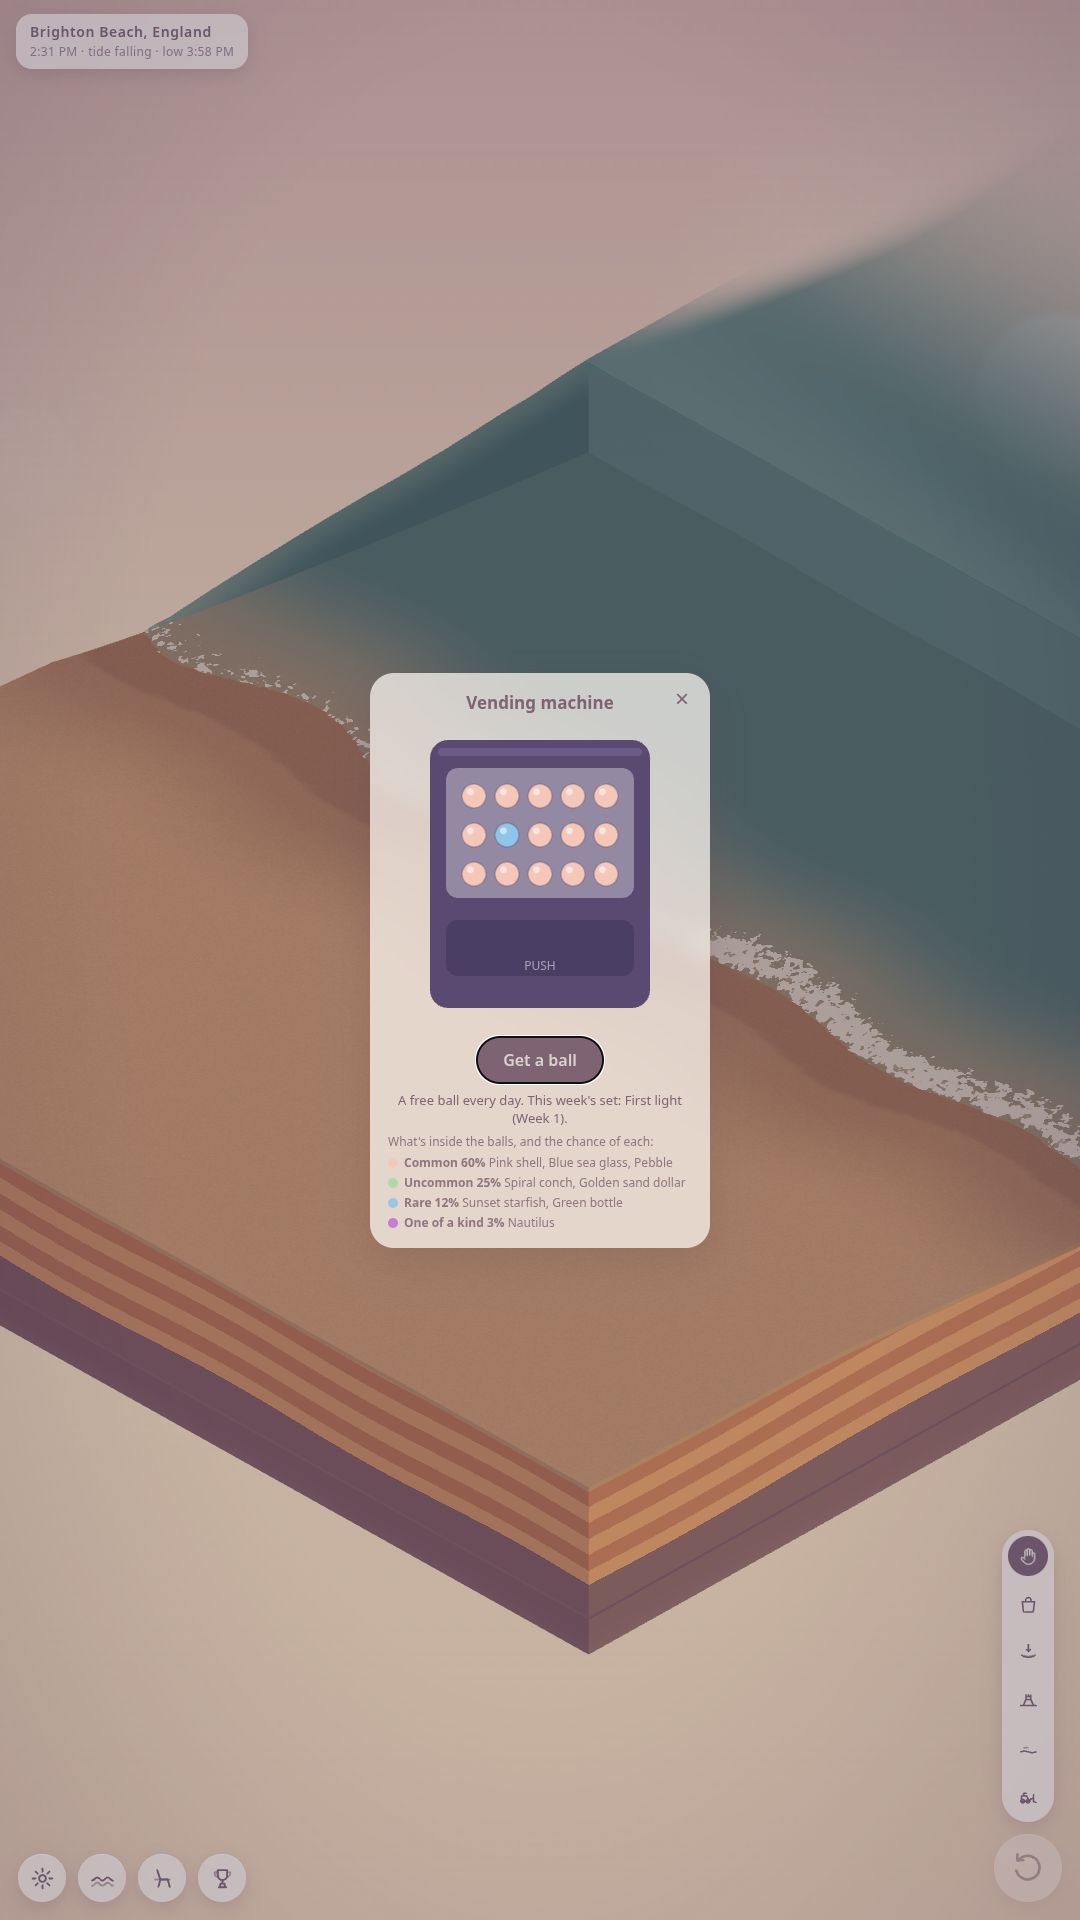 Brighton Beach, England
2:31 PM · tide falling · low 3:58 PM
Vending machine
PUSH
Get a ball
A free ball every day. This week's set: First light
(Week 1).
What's inside the balls, and the chance of each:
Common 60% Pink shell, Blue sea glass, Pebble
Uncommon 25% Spiral conch, Golden sand dollar
Rare 12% Sunset starfish, Green bottle
One of a kind 3% Nautilus